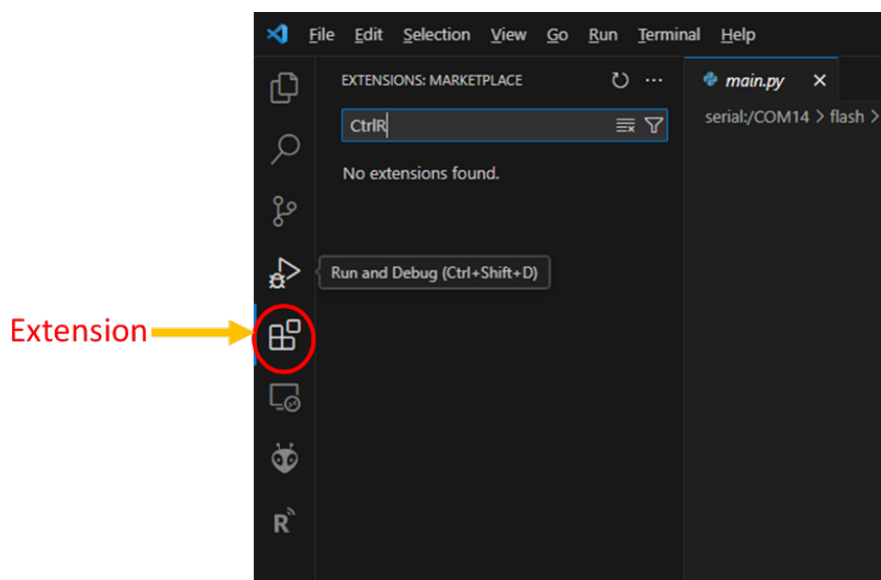 File Edit Selection View Go Run Terminal Help
EXTENSIONS: MARKETPLACE
main.py
CtrlR
serial:/COM14 > flash >
No extensions found.
Run and Debug (Ctrl+Shift+D)
Extension
R